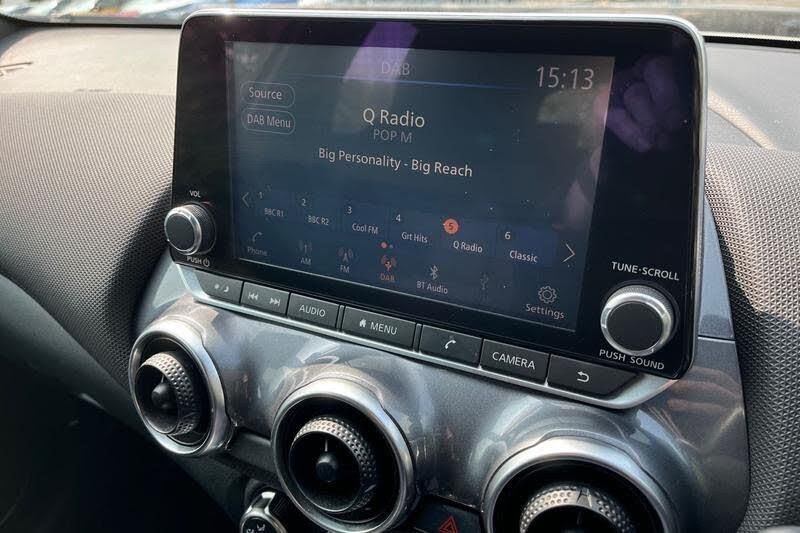 DAB
15:13
Source
DAB Menu
Q Radio
POP M
Big Personality - Big Reach
1 2 3 4 5 6
BBC R1 BBC R2 Cool FM Grt Hits Q Radio Classic
Phone AM FM DAB BT Audio Settings
VOL
PUSH
TUNE·SCROLL
PUSH SOUND
AUDIO MENU CAMERA